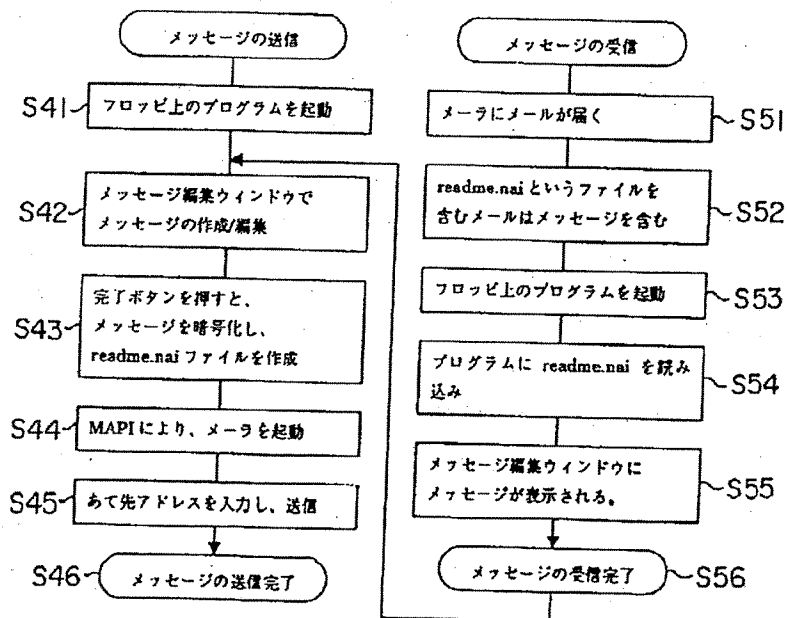 メッセージの送信
S41
フロッピ上のプログラムを起動
S42
メッセージ編集ウィンドウで
メッセージの作成/編集
S43
完了ボタンを押すと、
メッセージを暗号化し、
readme.naiファイルを作成
S44
MAPIにより、メーラを起動
S45
あて先アドレスを入力し、送信
S46
メッセージの送信完了
メッセージの受信
メーラにメールが届く
S51
readme.naiというファイルを
含むメールはメッセージを含む
S52
フロッピ上のプログラムを起動
S53
プログラムに readme.nai を読み
込み
S54
メッセージ編集ウィンドウに
メッセージが表示される。
S55
メッセージの受信完了
S56